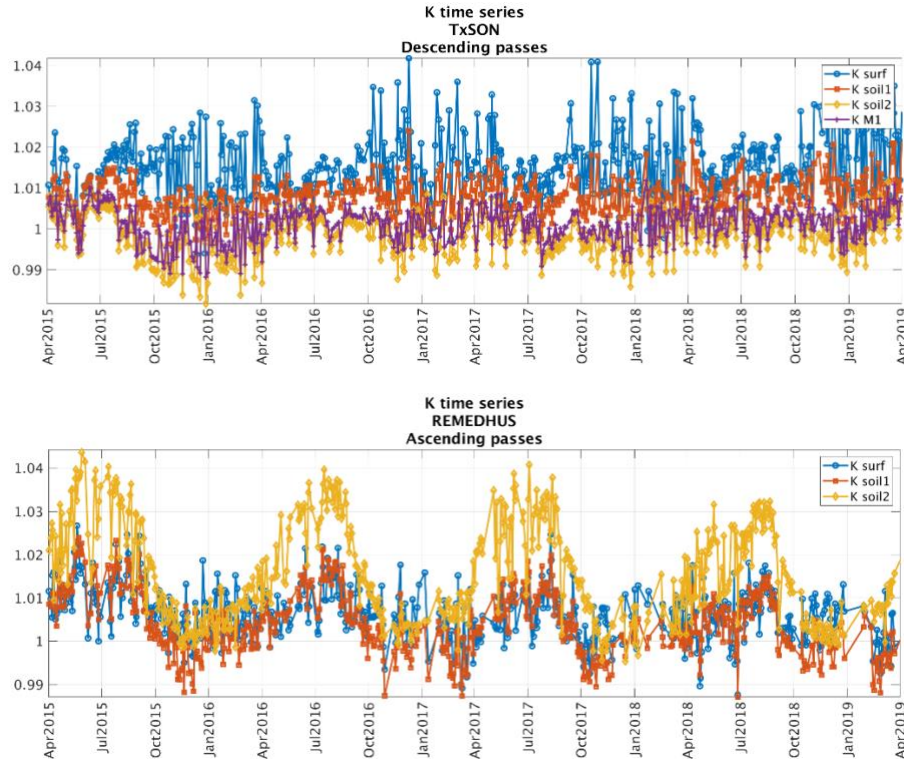 K time series
TxSON
Descending passes
1.04
1.03
1.02
1.01
1
0.99
K surf
K soil1
K soil2
K M1
Apr2015
Jul2015
Oct2015
Jan2016
Apr2016
Jul2016
Oct2016
Jan2017
Apr2017
Jul2017
Oct2017
Jan2018
Apr2018
Jul2018
Oct2018
Jan2019
Apr2019
K time series
REMEDHUS
Ascending passes
1.04
1.03
1.02
1.01
1
0.99
K surf
K soil1
K soil2
Apr2015
Jul2015
Oct2015
Jan2016
Apr2016
Jul2016
Oct2016
Jan2017
Apr2017
Jul2017
Oct2017
Jan2018
Apr2018
Jul2018
Oct2018
Jan2019
Apr2019